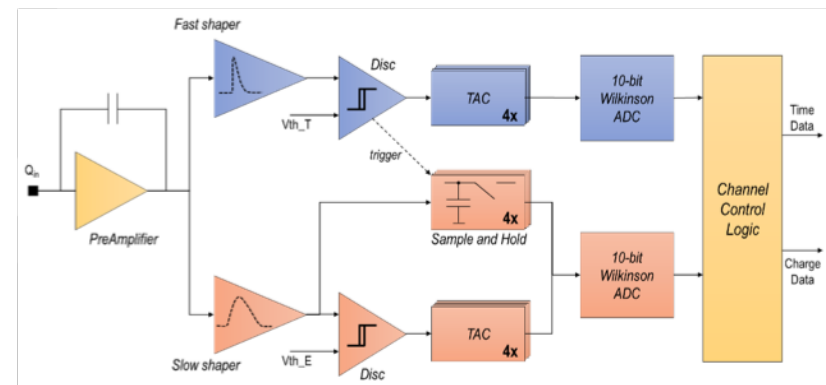 Fast shaper
Disc
TAC
4x
10-bit
Wilkinson
ADC
Vth_T
trigger
Time
Data
Qin
PreAmplifier
4x
Sample and Hold
Channel
Control
Logic
10-bit
Wilkinson
ADC
Charge
Data
TAC
4x
Vth_E
Slow shaper
Disc